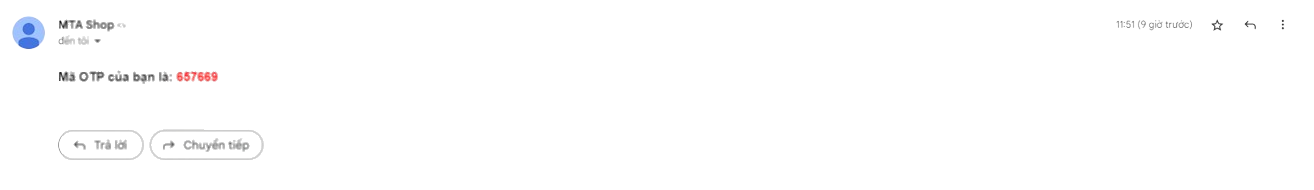 MTA Shop <>
11:51 (9 giờ trước)
đến tôi
Mã OTP của bạn là: 657669
Trả lời
Chuyển tiếp